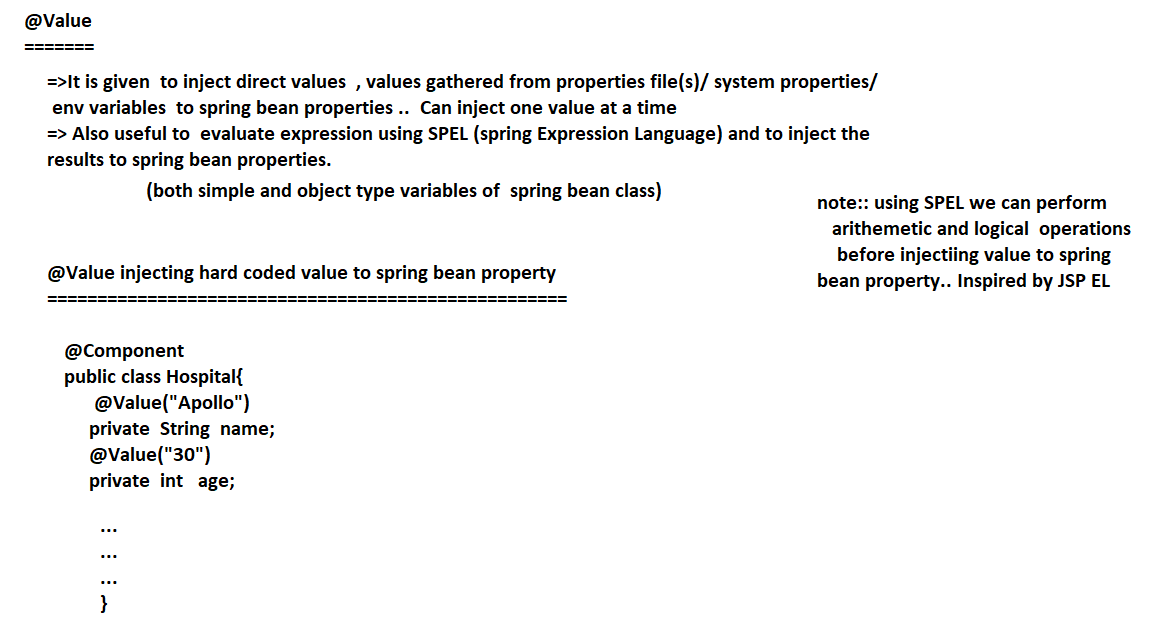 @Value
=======
=>It is given  to inject direct values  , values gathered from properties file(s)/ system properties/
env variables  to spring bean properties ..  Can inject one value at a time
=> Also useful to  evaluate expression using SPEL (spring Expression Language) and to inject the
results to spring bean properties.
(both simple and object type variables of  spring bean class)
note:: using SPEL we can perform
arithemetic and logical  operations
before injectiing value to spring
bean property.. Inspired by JSP EL
@Value injecting hard coded value to spring bean property
====================================================
@Component
public class Hospital{
@Value("Apollo")
private  String  name;
@Value("30")
private  int   age;
...
...
...
}